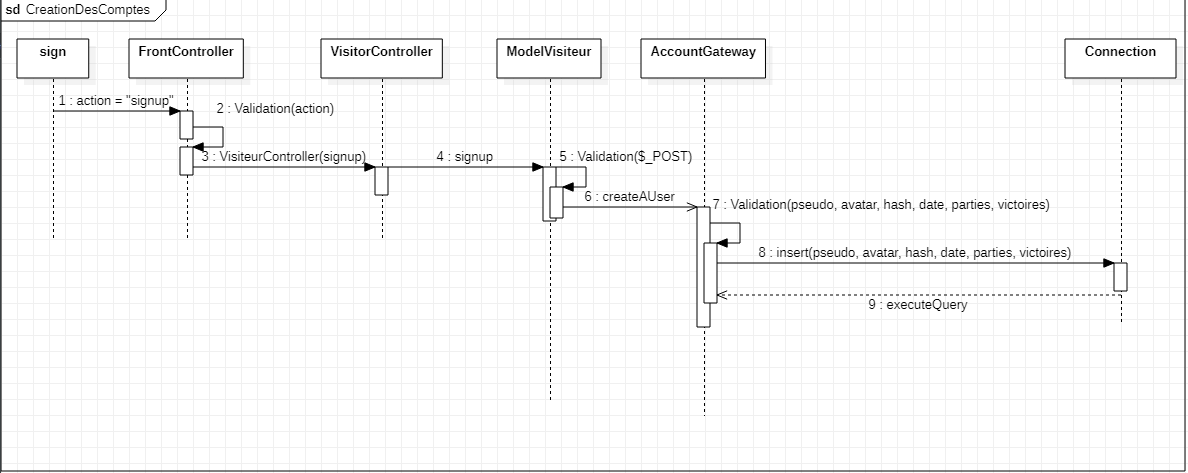 sd CreationDesComptes
sign
FrontController
VisitorController
ModelVisiteur
AccountGateway
Connection
1 : action = "signup"
2 : Validation(action)
3 : VisiteurController(signup)
4 : signup
5 : Validation($_POST)
6 : createAUser
7 : Validation(pseudo, avatar, hash, date, parties, victoires)
8 : insert(pseudo, avatar, hash, date, parties, victoires)
9 : executeQuery